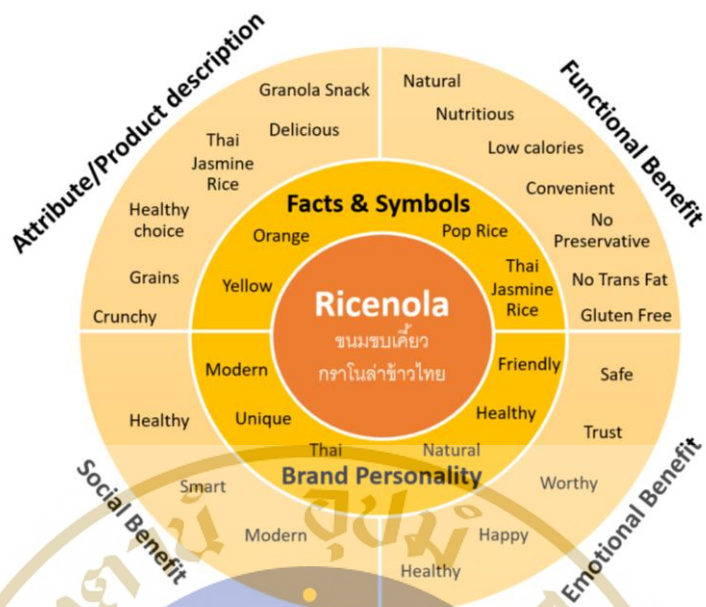 Attribute/Product description
Granola Snack
Delicious
Thai
Jasmine
Rice
Healthy
choice
Grains
Crunchy
Functional Benefit
Natural
Nutritious
Low calories
Convenient
No
Preservative
No Trans Fat
Gluten Free
Facts & Symbols
Orange
Yellow
Pop Rice
Thai
Jasmine
Rice
Ricenola
ขนมขบเคี้ยว
กราโนล่าข้าวไทย
Modern
Unique
Thai
Friendly
Healthy
Natural
Brand Personality
Social Benefit
Healthy
Smart
Modern
Emotional Benefit
Safe
Trust
Worthy
Happy
Healthy